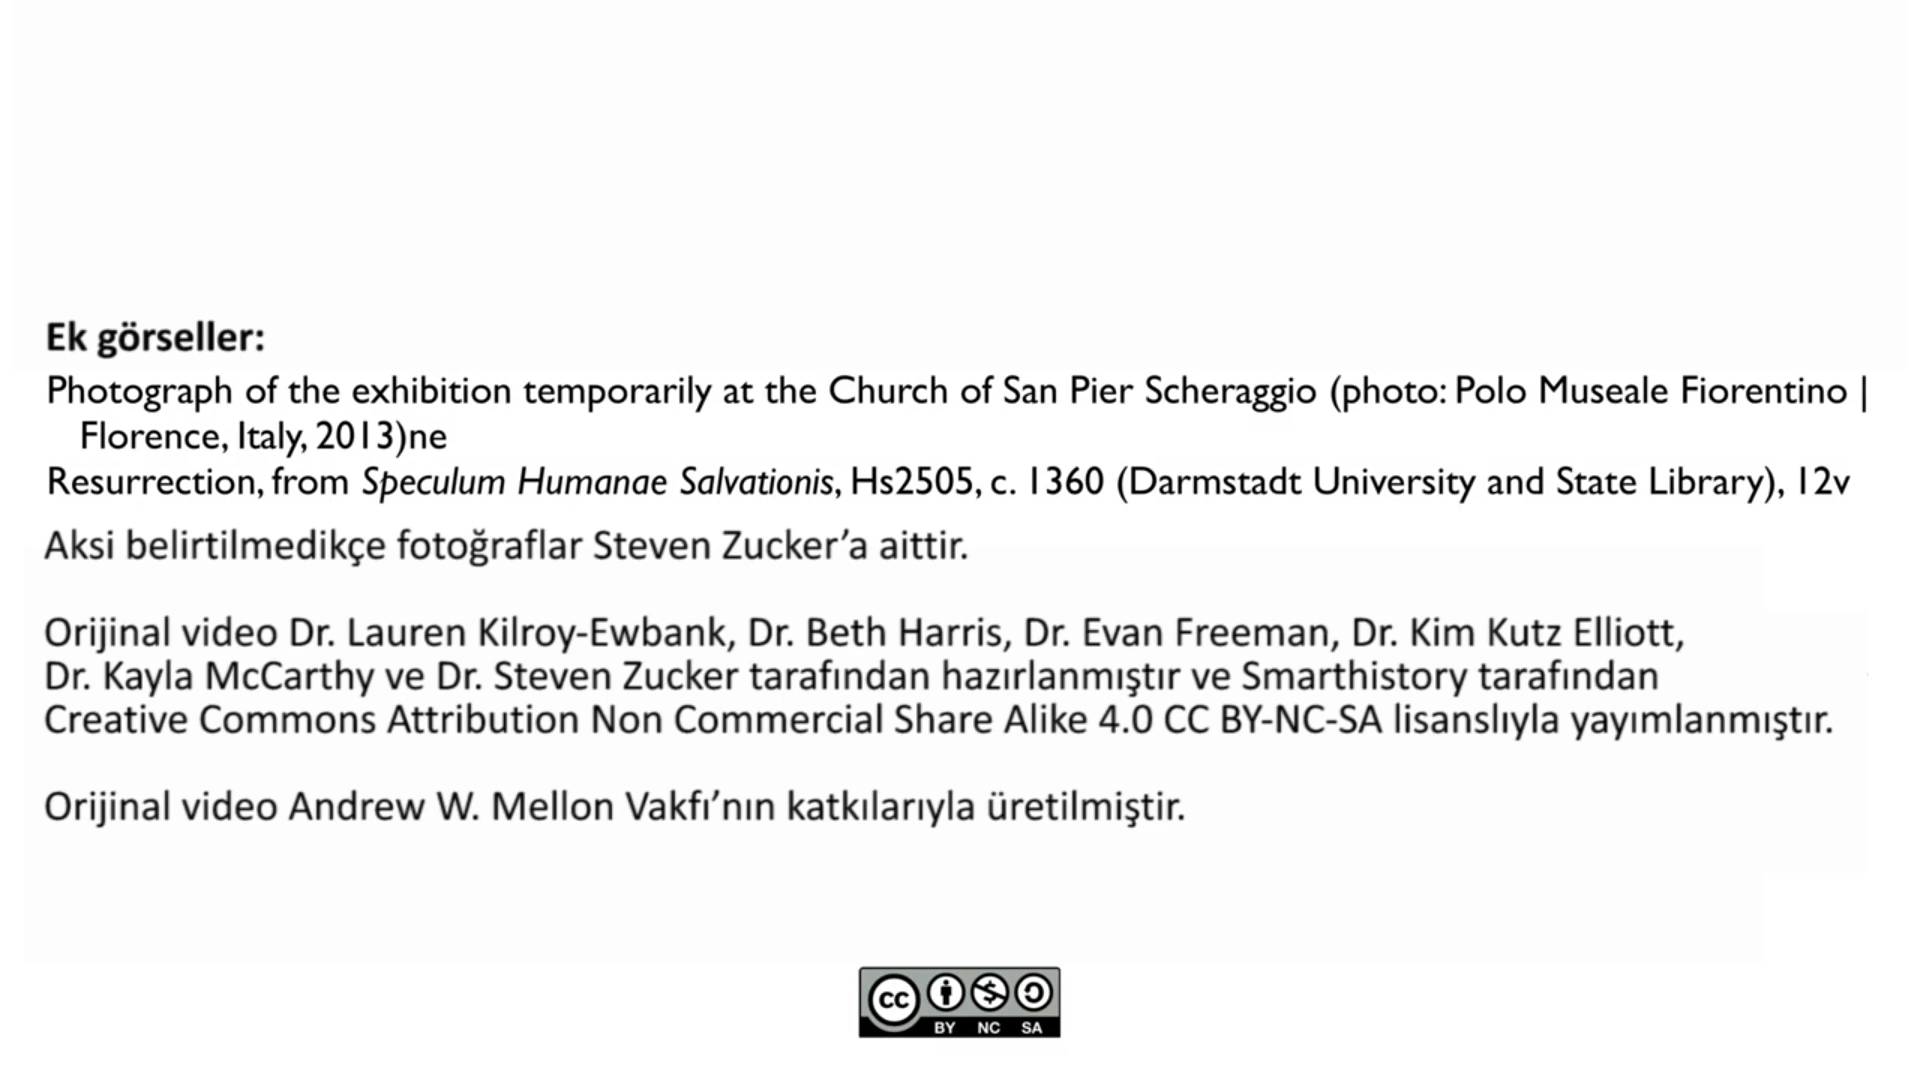 Ek görseller:
Photograph of the exhibition temporarily at the Church of San Pier Scheraggio (photo: Polo Museale Fiorentino |
Florence, Italy, 2013)ne
Resurrection, from Speculum Humanae Salvationis, Hs2505, c. 1360 (Darmstadt University and State Library), 12v
Aksi belirtilmedikçe fotoğraflar Steven Zucker’a aittir.
Orijinal video Dr. Lauren Kilroy-Ewbank, Dr. Beth Harris, Dr. Evan Freeman, Dr. Kim Kutz Elliott,
Dr. Kayla McCarthy ve Dr. Steven Zucker tarafından hazırlanmıştır ve Smarthistory tarafından
Creative Commons Attribution Non Commercial Share Alike 4.0 CC BY-NC-SA lisanslıyla yayımlanmıştır.
Orijinal video Andrew W. Mellon Vakfı’nın katkılarıyla üretilmiştir.
cc
BY NC SA